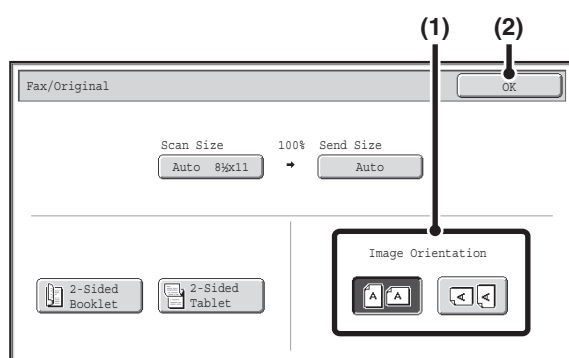 (1) (2)
Fax/Original OK
Scan Size 100% Send Size
Auto 8½x11 → Auto
Image Orientation
2-Sided Booklet
2-Sided Tablet
A A A A